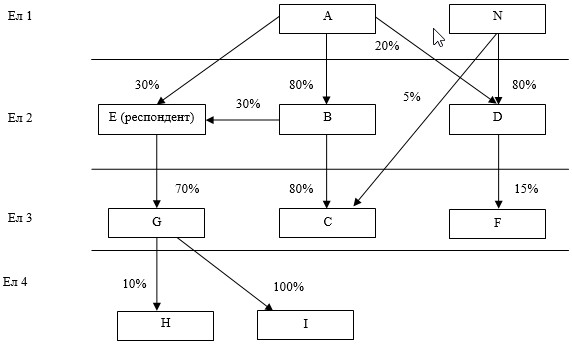 Ел 1
A
N
20%
30%
80%
5%
80%
Ел 2
E (респондент)
30%
B
D
70%
80%
15%
Ел 3
G
C
F
Ел 4
10%
100%
H
I